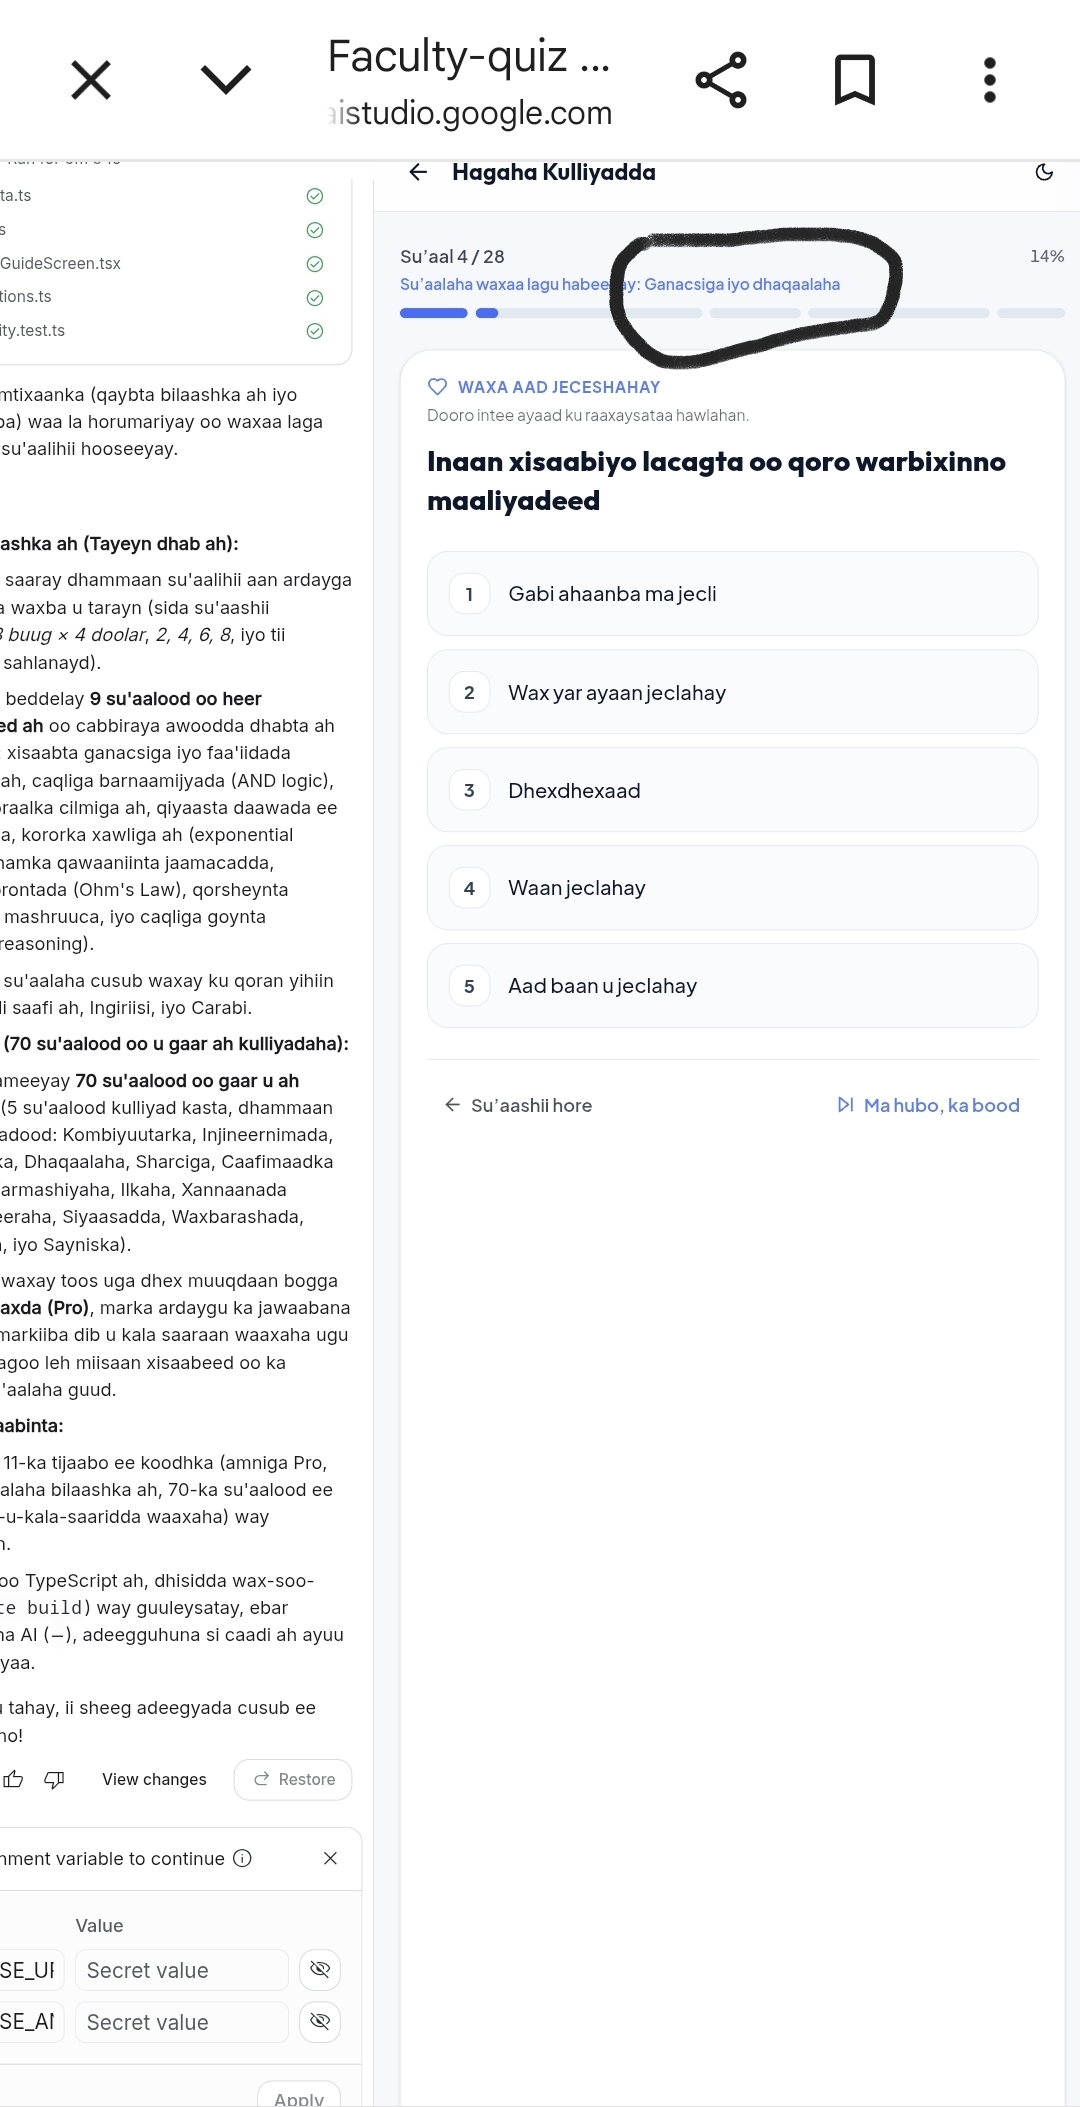 Faculty-quiz ...
aistudio.google.com
ta.ts
s
GuideScreen.tsx
tions.ts
ity.test.ts
mtixaanka (qaybta bilaashka ah iyo
ba) waa la horumariyay oo waxaa laga
su'aalihii hooseeyay.
ashka ah (Tayeyn dhab ah):
saaray dhammaan su'aalihii aan ardayga
a waxba u tarayn (sida su'aashii
3 buug × 4 doolar, 2, 4, 6, 8, iyo tii
sahlanayd).
beddelay 9 su'aalood oo heer
ed ah oo cabbiraya awoodda dhabta ah
: xisaabta ganacsiga iyo faa'iidada
ah, caqliga barnaamijyada (AND logic),
oraalka cilmiga ah, qiyaasta daawada ee
a, kororka xawliga ah (exponential
hamka qawaaniinta jaamacadda,
orontada (Ohm's Law), qorsheynta
mashruuca, iyo caqliga goynta
reasoning).
su'aalaha cusub waxay ku qoran yihiin
li saafi ah, Ingiriisi, iyo Carabi.
(70 su'aalood oo u gaar ah kulliyadaha):
ameeyay 70 su'aalood oo gaar u ah
(5 su'aalood kulliyad kasta, dhammaan
adood: Kombiyuutarka, Injineernimada,
ka, Dhaqaalaha, Sharciga, Caafimaadka
armashiyaha, Ilkaha, Xannaanada
eeraha, Siyaasadda, Waxbarashada,
, iyo Sayniska).
waxay toos uga dhex muuqdaan bogga
axda (Pro), marka ardaygu ka jawaabana
markiiba dib u kala saaraan waaxaha ugu
agoo leh miisaan xisaabeed oo ka
'aalaha guud.
aabinta:
11-ka tijaabo ee koodhka (amniga Pro,
alaha bilaashka ah, 70-ka su'aalood ee
-u-kala-saaridda waaxaha) way
n.
oo TypeScript ah, dhisidda wax-soo-
te build) way guuleysatay, ebar
na AI (—), adeegguhuna si caadi ah ayuu
yaa.
u tahay, ii sheeg adeegyada cusub ee
no!
View changes
Restore
nment variable to continue
Value
SE_UR Secret value
SE_AN Secret value
Apply
Hagaha Kulliyadda
Su'aal 4 / 28
14%
Su'aalaha waxaa lagu habeeyay: Ganacsiga iyo dhaqaalaha
WAXA AAD JECESHAHAY
Dooro intee ayaad ku raaxaysataa hawlahan.
Inaan xisaabiyo lacagta oo qoro warbixinno
maaliyadeed
1 Gabi ahaanba ma jecli
2 Wax yar ayaan jeclahay
3 Dhexdhexaad
4 Waan jeclahay
5 Aad baan u jeclahay
Su'aashii hore
Ma hubo, ka bood